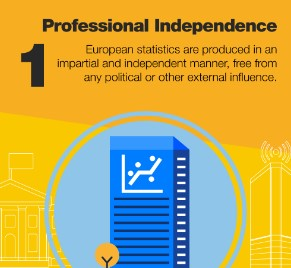 Professional Independence
1
European statistics are produced in an
impartial and independent manner, free from
any political or other external influence.